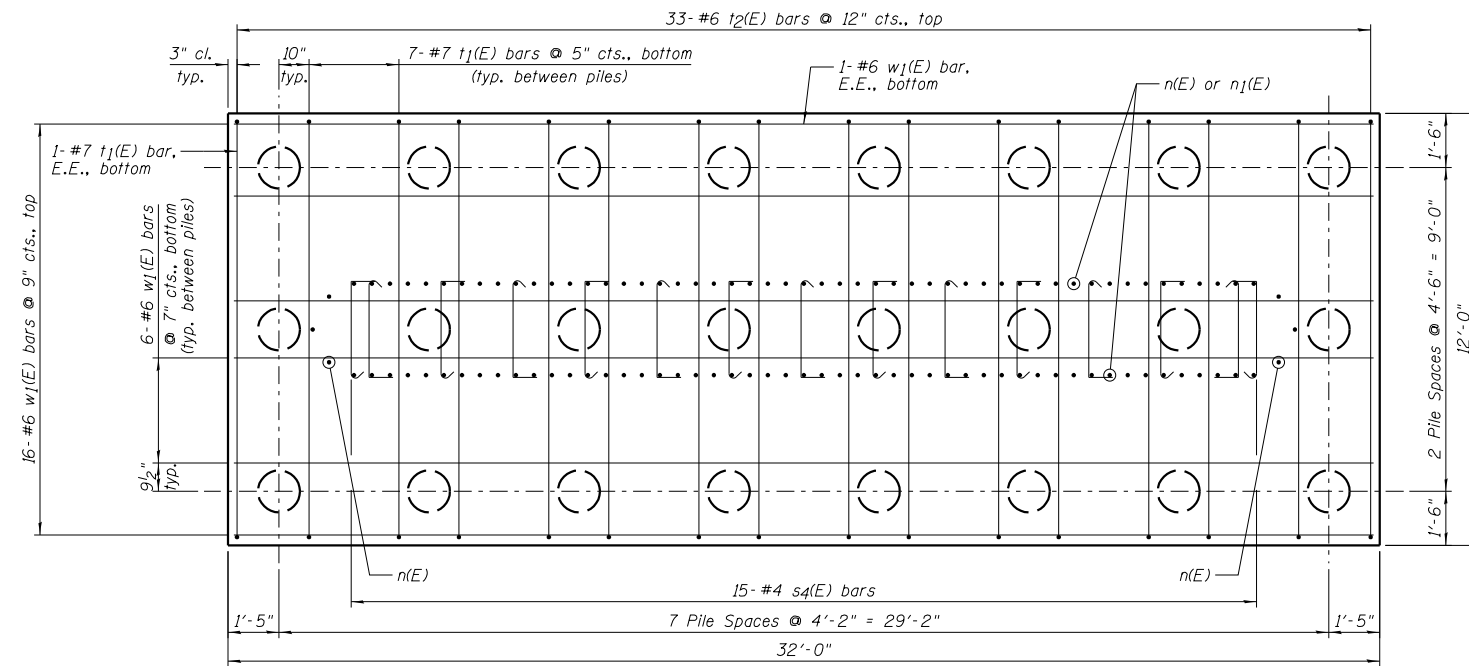 33- #6 t2(E) bars @ 12" cts., top
3" cl.
typ.
10"
typ.
7- #7 t1(E) bars @ 5" cts., bottom
(typ. between piles)
1- #6 w1(E) bar,
E.E., bottom
n(E) or n1(E)
1- #7 t1(E) bar,
E.E., bottom
16- #6 w1(E) bars @ 9" cts., top
6- #6 w1(E) bars
@ 7" cts., bottom
(typ. between piles)
9½"
typ.
1'-6"
2 Pile Spaces @ 4'-6" = 9'-0"
1'-6"
12'-0"
n(E)
n(E)
15- #4 s4(E) bars
1'-5"
7 Pile Spaces @ 4'-2" = 29'-2"
1'-5"
32'-0"